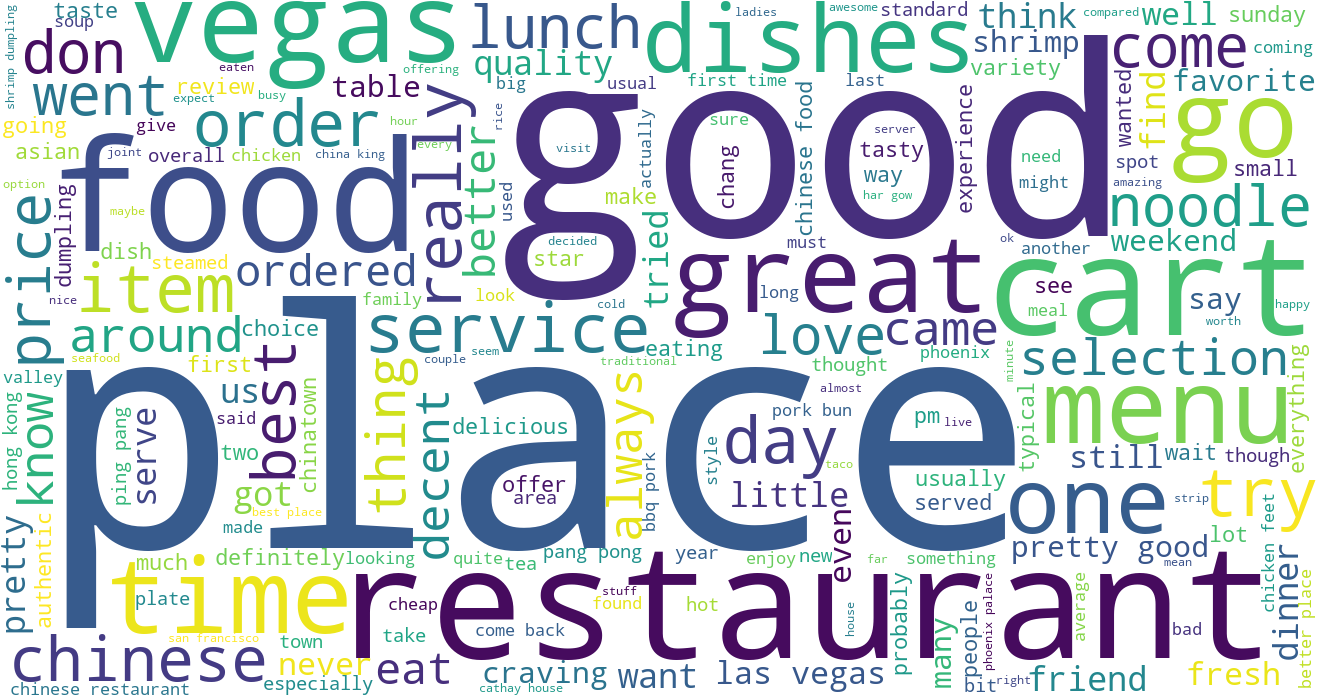 vegas
good
place
food
restaurant
dishes
great
cart
menu
time
go
one
service
chinese
noodle
selection
try
lunch
order
really
come
went
don
item
price
know
best
thing
always
day
love
came
around
eat
decent
better
ordered
quality
think
well
shrimp
favorite
variety
standard
sunday
coming
compared
awesome
ladies
taste
soup
shrimp dumpling
eaten
offering
review
expect
busy
table
big
usual
first time
last
going
give
hour
every
rice
visit
sure
actually
chinese food
server
tasty
chang
way
har gow
experience
need
might
wanted
find
spot
small
amazing
asian
joint
overall
chicken
china king
option
maybe
dumpling
used
make
dish
steamed
decided
star
must
ok
another
weekend
nice
family
look
cold
tried
long
see
meal
say
happy
worth
choice
eating
phoenix
thought
seafood
first
couple
seem
traditional
minute
valley
us
almost
said
delicious
pork bun
pm
live
typical
everything
hong kong
ping pang
serve
two
chinatown
style
taco
still
wait
though
got
offer
area
bbq pork
little
usually
served
strip
made
best place
pretty
authentic
much
definitely
looking
quite
tea
pang pong
year
enjoy
new
even
far
something
pretty good
mean
lot
chicken feet
dinner
better place
plate
cheap
stuff
found
hot
house
probably
many
people
phoenix palace
average
bad
san francisco
town
take
come back
never
especially
craving
want
las vegas
bit
right
friend
fresh
chinese restaurant
cathay house